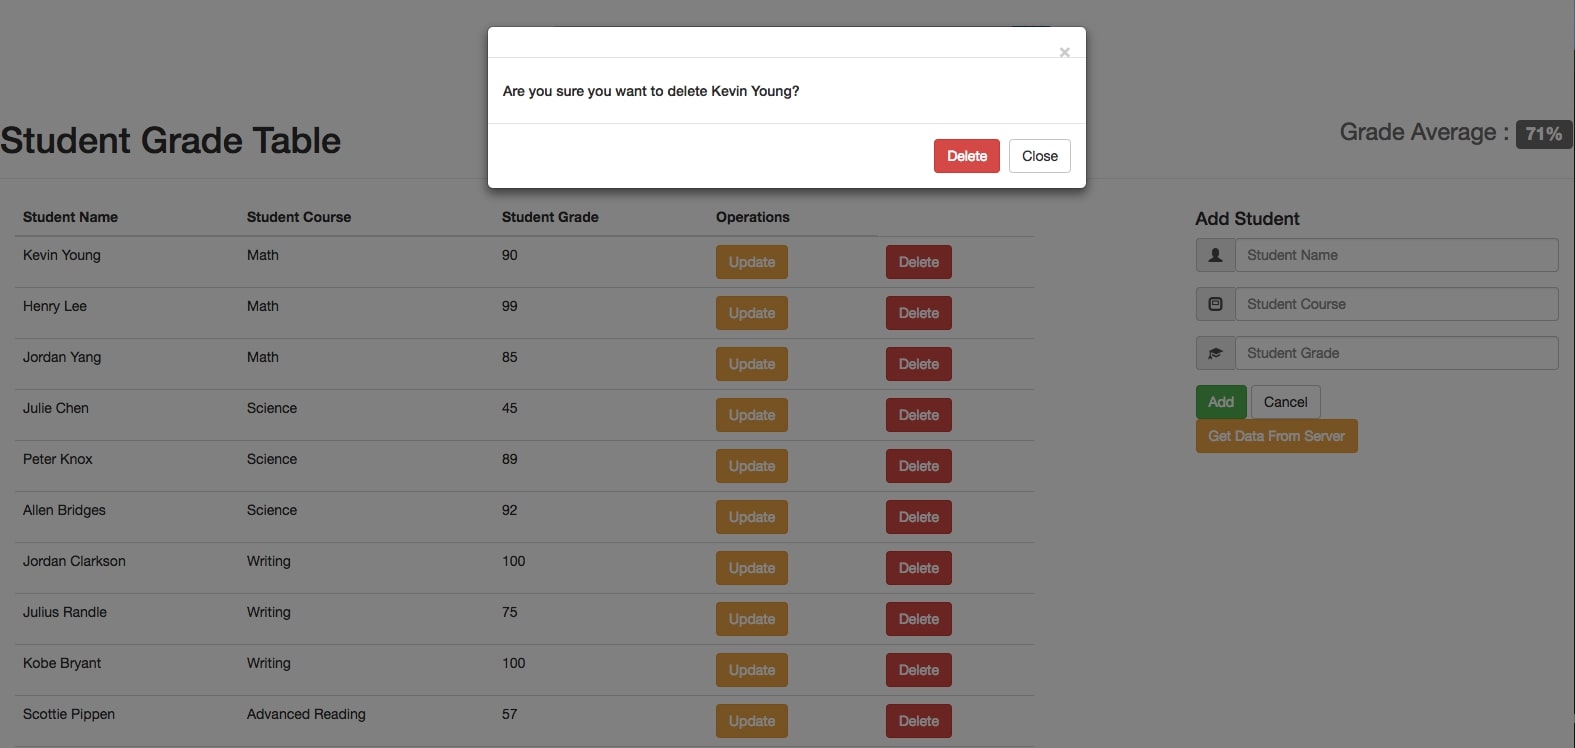 ×
Are you sure you want to delete Kevin Young?
Delete Close
Student Grade Table
Grade Average : 71%
Student Name Student Course Student Grade Operations
Kevin Young Math 90 Update Delete
Henry Lee Math 99 Update Delete
Jordan Yang Math 85 Update Delete
Julie Chen Science 45 Update Delete
Peter Knox Science 89 Update Delete
Allen Bridges Science 92 Update Delete
Jordan Clarkson Writing 100 Update Delete
Julius Randle Writing 75 Update Delete
Kobe Bryant Writing 100 Update Delete
Scottie Pippen Advanced Reading 57 Update Delete
Add Student
Student Name
Student Course
Student Grade
Add Cancel
Get Data From Server